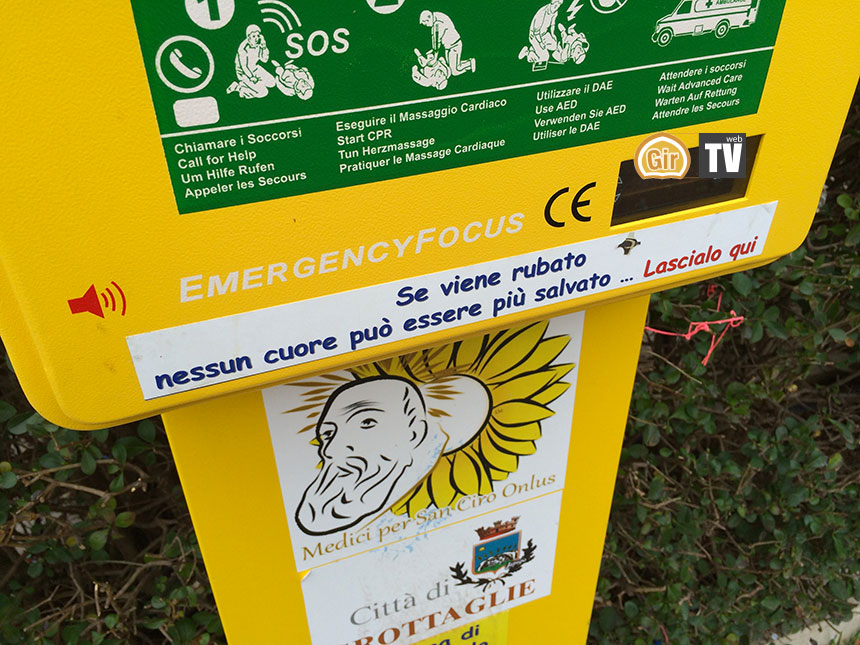 1
SOS
AMBULANCE
Chiamare i Soccorsi
Call for Help
Um Hilfe Rufen
Appeler les Secours
Eseguire il Massaggio Cardiaco
Start CPR
Tun Herzmassage
Pratiquer le Massage Cardiaque
Utilizzare il DAE
Use AED
Verwenden Sie AED
Utiliser le DAE
Attendere i soccorsi
Wait Advanced Care
Warten Auf Rettung
Attendre les Secours
Gir
web
TV
EMERGENCYFOCUS
CE
Se viene rubato
nessun cuore può essere più salvato ... Lascialo qui
Medici per San Ciro Onlus
Città di
ROTTAGLIE
di